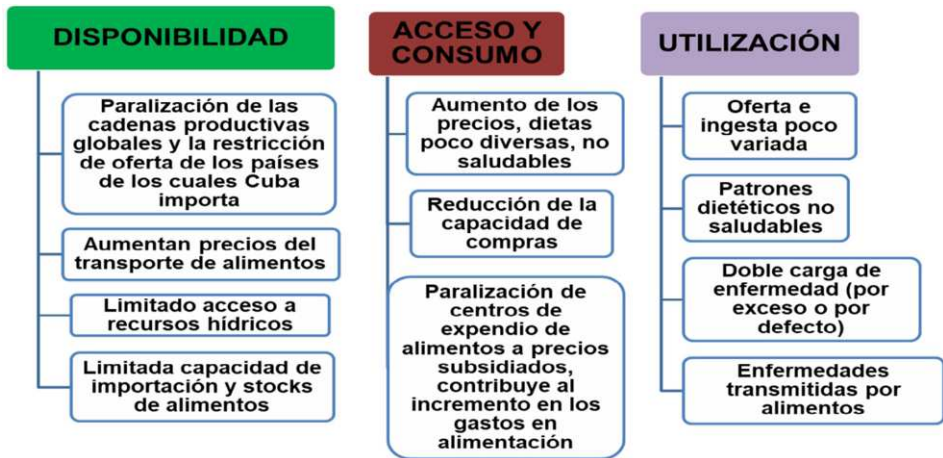 DISPONIBILIDAD
Paralización de las
cadenas productivas
globales y la restricción
de oferta de los países
de los cuales Cuba
importa
Aumentan precios del
transporte de alimentos
Limitado acceso a
recursos hídricos
Limitada capacidad de
importación y stocks
de alimentos
ACCESO Y
CONSUMO
Aumento de los
precios, dietas
poco diversas, no
saludables
Reducción de la
capacidad de
compras
Paralización de
centros de
expendio de
alimentos a precios
subsidiados,
contribuye al
incremento en los
gastos en
alimentación
UTILIZACIÓN
Oferta e
ingesta poco
variada
Patrones
dietéticos no
saludables
Doble carga de
enfermedad (por
exceso o por
defecto)
Enfermedades
transmitidas por
alimentos